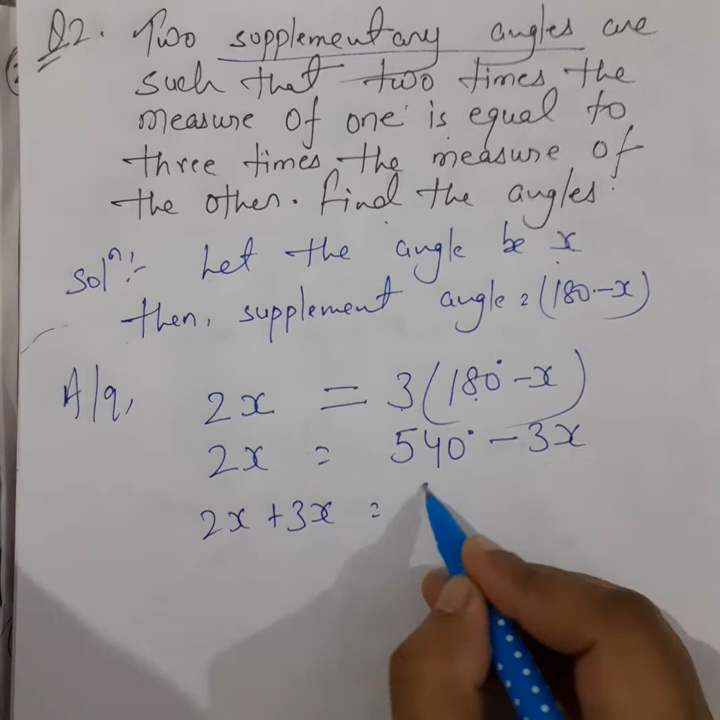 Q2. Two supplementary angles are
such that two times the
measure of one is equal to
three times the measure of
the other. find the angles.
Solⁿ:- Let the angle be x
then, supplement angle = (180-x)
A/q, 2x = 3(180°-x)
2x = 540° - 3x
2x + 3x =